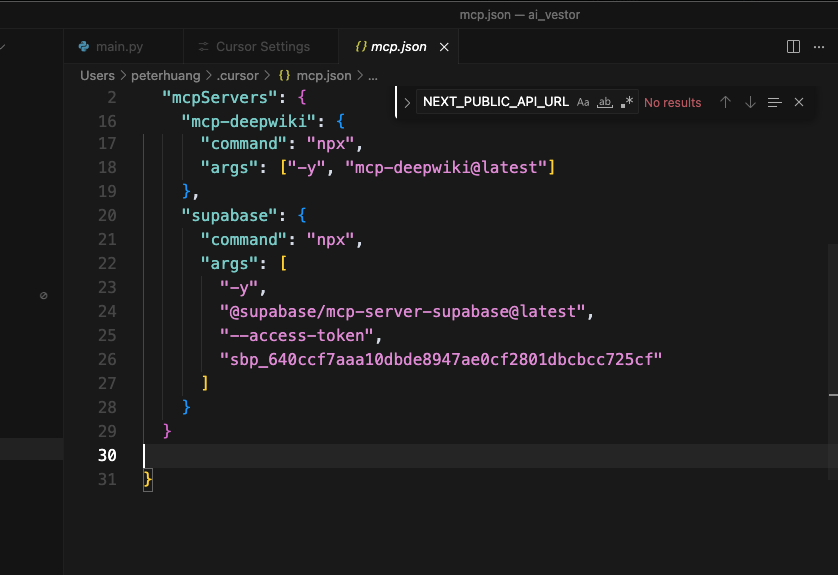 mcp.json — ai_vestor
main.py
Cursor Settings
{} mcp.json
Users > peterhuang > .cursor > {} mcp.json > ...
NEXT_PUBLIC_API_URL Aa ab .* No results
2 "mcpServers": {
16 "mcp-deepwiki": {
17 "command": "npx",
18 "args": ["-y", "mcp-deepwiki@latest"]
19 },
20 "supabase": {
21 "command": "npx",
22 "args": [
23 "-y",
24 "@supabase/mcp-server-supabase@latest",
25 "--access-token",
26 "sbp_640ccf7aaa10dbde8947ae0cf2801dbcbcc725cf"
27 ]
28 }
29 }
30
31 }